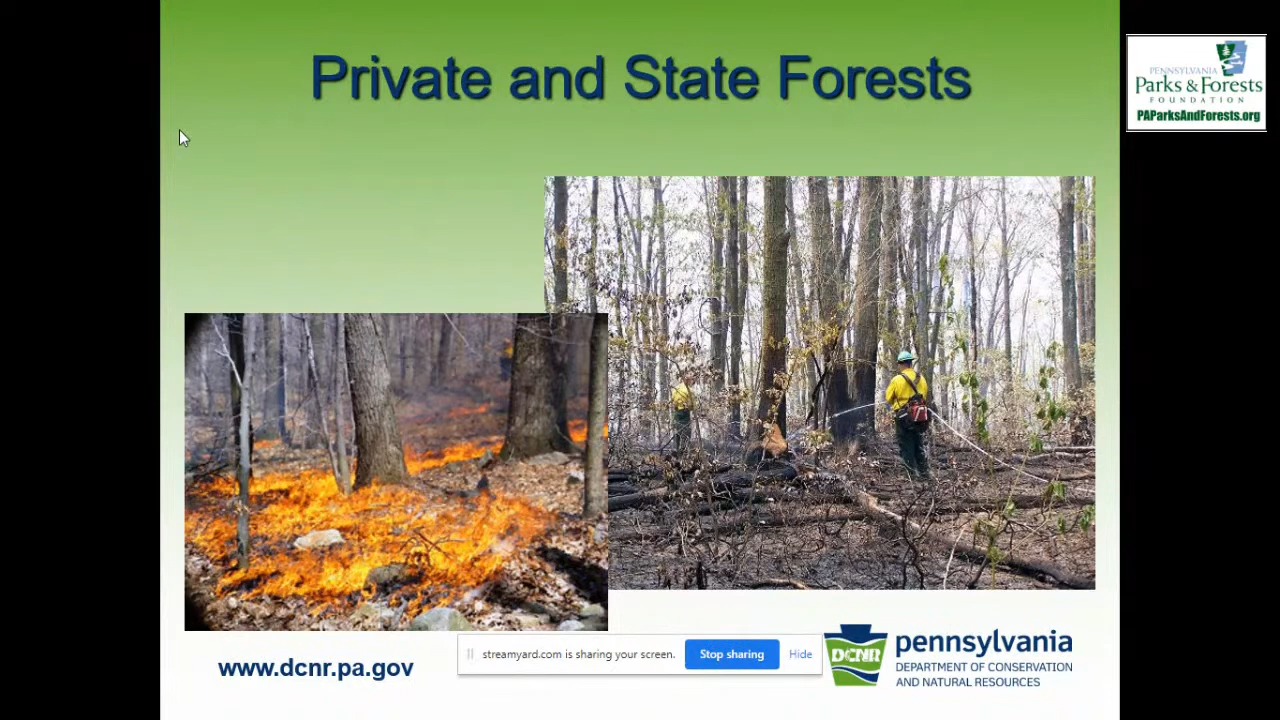 Private and State Forests
PENNSYLVANIA
Parks & Forests
FOUNDATION
PAParksAndForests.org
www.dcnr.pa.gov
streamyard.com is sharing your screen.
Stop sharing
Hide
DCNR
pennsylvania
DEPARTMENT OF CONSERVATION
AND NATURAL RESOURCES